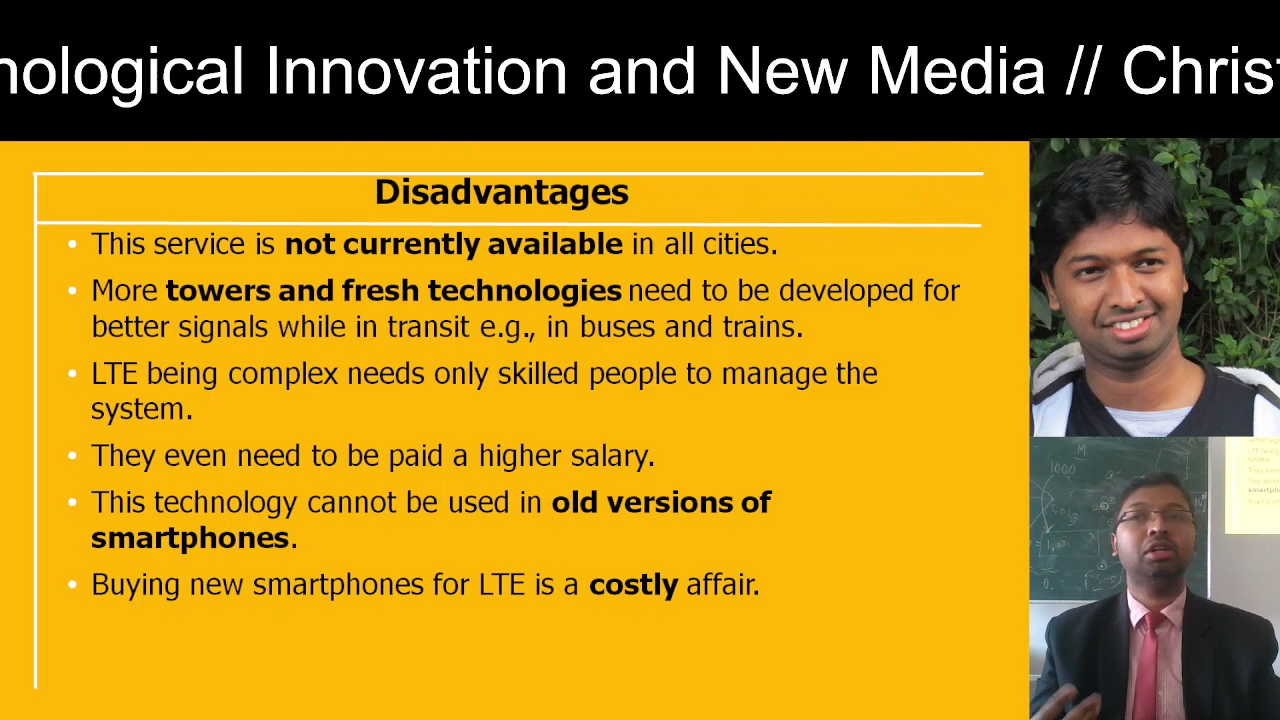 nological Innovation and New Media // Christ
Disadvantages
• This service is not currently available in all cities.
• More towers and fresh technologies need to be developed for
better signals while in transit e.g., in buses and trains.
• LTE being complex needs only skilled people to manage the
system.
• They even need to be paid a higher salary.
• This technology cannot be used in old versions of
smartphones.
• Buying new smartphones for LTE is a costly affair.
1000